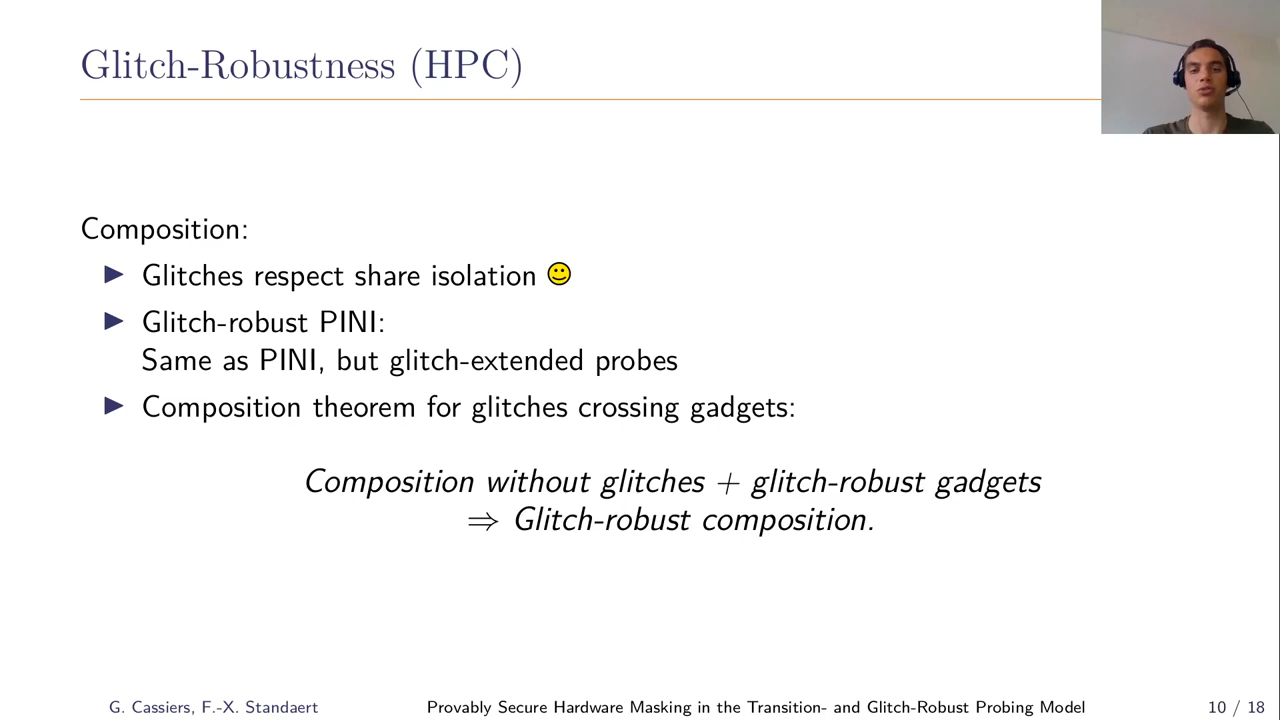 Glitch-Robustness (HPC)
Composition:
▶ Glitches respect share isolation 🙂
▶ Glitch-robust PINI:
Same as PINI, but glitch-extended probes
▶ Composition theorem for glitches crossing gadgets:
Composition without glitches + glitch-robust gadgets
⇒ Glitch-robust composition.
G. Cassiers, F.-X. Standaert
Provably Secure Hardware Masking in the Transition- and Glitch-Robust Probing Model
10 / 18